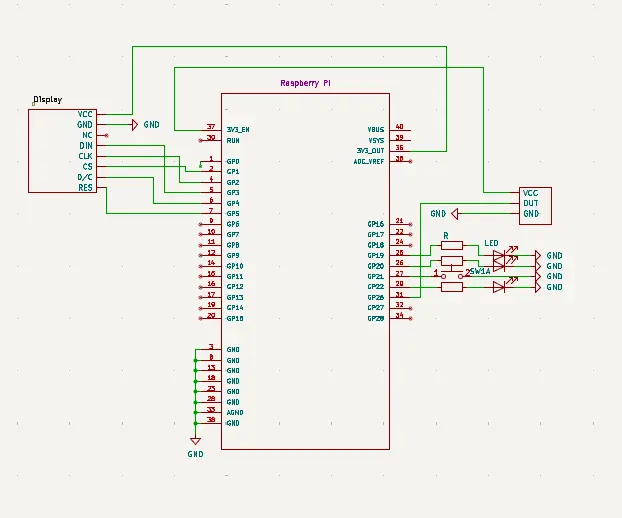 Raspberry Pi
Display
VCC
GND
NC
DIN
CLK
CS
D/C
RES
GND
37 3V3_EN
30 RUN
1 GP0
2 GP1
4 GP2
5 GP3
6 GP4
7 GP5
9 GP6
10 GP7
11 GP8
12 GP9
14 GP10
15 GP11
16 GP12
17 GP13
19 GP14
20 GP15
3 GND
8 GND
13 GND
18 GND
23 GND
28 GND
33 AGND
38 GND
GND
VBUS 40
VSYS 39
3V3_OUT 36
ADC_VREF 35
GP16 21
GP17 22
GP18 24
GP19 25
GP20 26
GP21 27
GP22 29
GP26 31
GP27 32
GP28 34
VCC
OUT
GND
GND
R
LED
1
2
SW1A
GND
GND
GND
GND